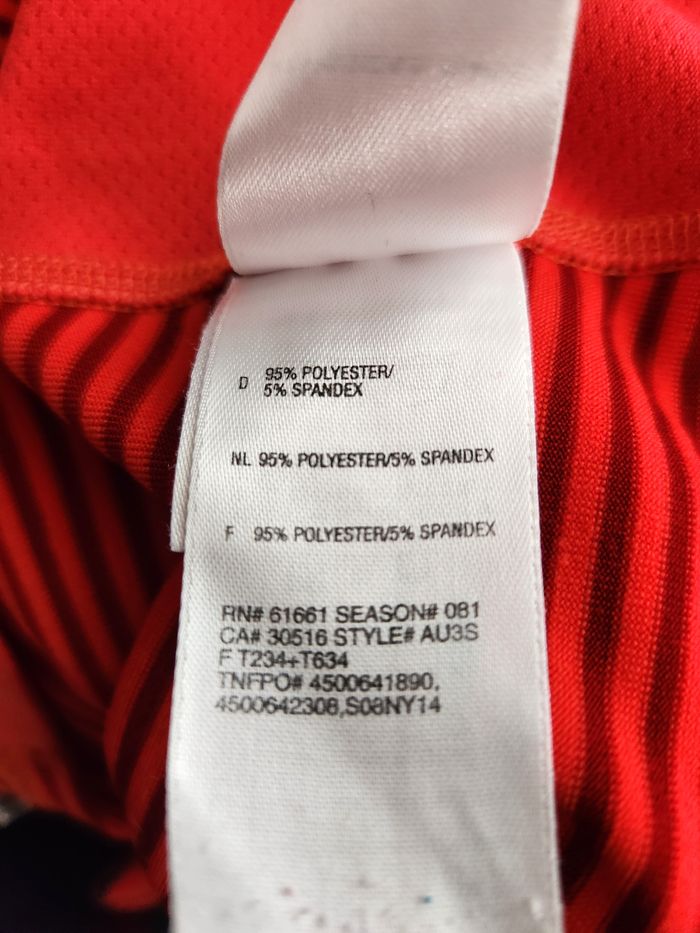 D 95% POLYESTER/
5% SPANDEX
NL 95% POLYESTER/5% SPANDEX
F 95% POLYESTER/5% SPANDEX
RN# 61661 SEASON# 081
CA# 30516 STYLE# AU3S
F T234+T634
TNFPO# 4500641890,
4500642308,S08NY14